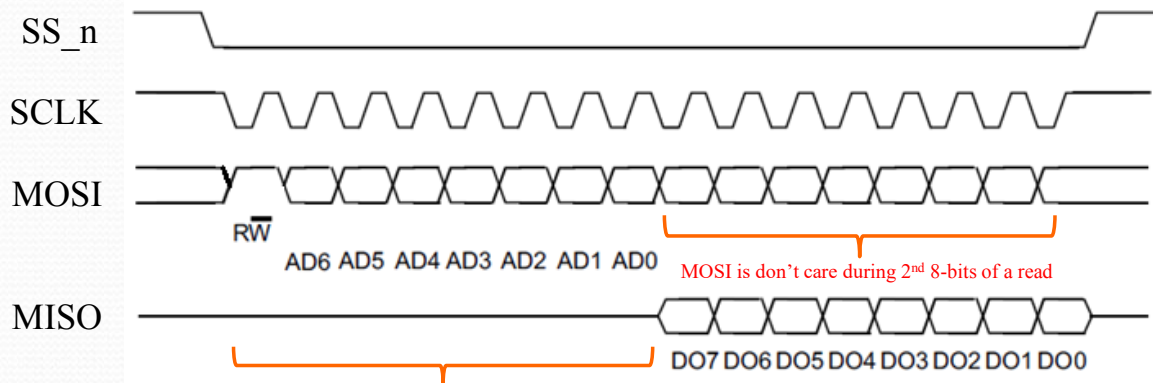 SS_n
SCLK
MOSI
RW̅
AD6 AD5 AD4 AD3 AD2 AD1 AD0
MOSI is don’t care during 2nd 8-bits of a read
MISO
DO7 DO6 DO5 DO4 DO3 DO2 DO1 DO0